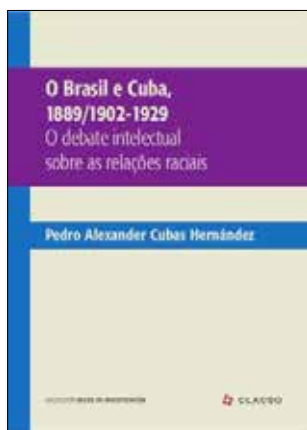 O Brasil e Cuba,
1889/1902-1929
O debate intelectual
sobre as relações raciais
Pedro Alexander Cubas Hernández
CLACSO